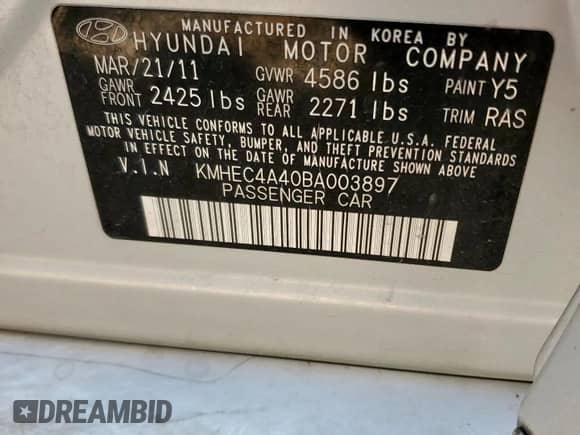 MANUFACTURED IN KOREA BY
HYUNDAI MOTOR COMPANY
MAR/21/11 GVWR 4586 lbs PAINT Y5
GAWR FRONT 2425 lbs GAWR REAR 2271 lbs TRIM RAS
THIS VEHICLE CONFORMS TO ALL APPLICABLE U.S.A. FEDERAL
MOTOR VEHICLE SAFETY, BUMPER, AND THEFT PREVENTION STANDARDS
IN EFFECT ON THE DATE OF MANUFACTURE SHOWN ABOVE
V.I.N KMHEC4A40BA003897
PASSENGER CAR
DREAMBID